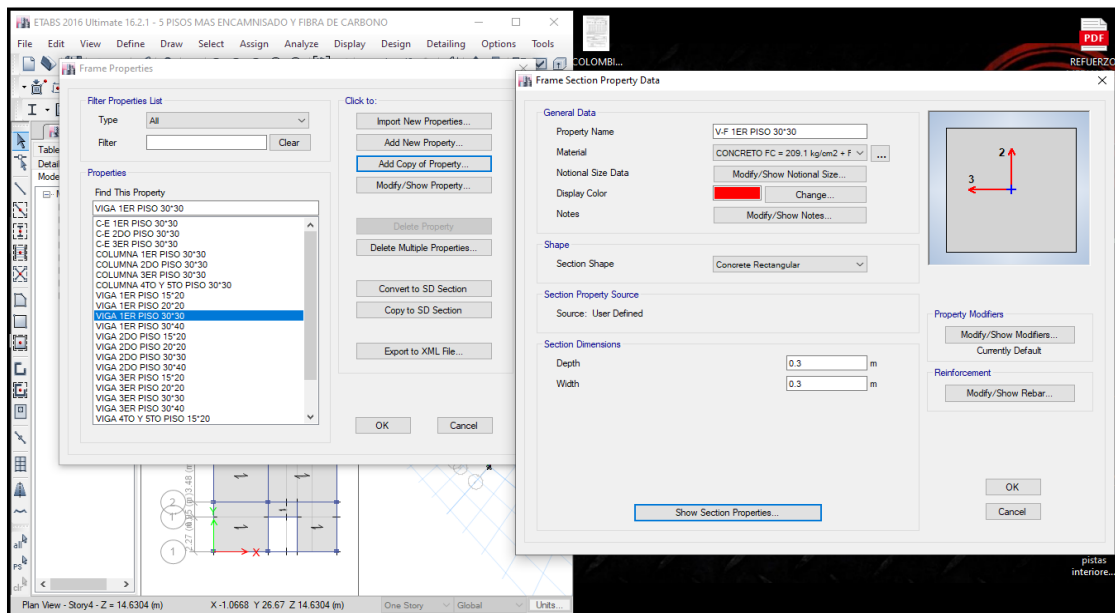 ETABS 2016 Ultimate 16.2.1 - 5 PISOS MAS ENCAMNISADO Y FIBRA DE CARBONO
File Edit View Define Draw Select Assign Analyze Display Design Detailing Options Tools
Frame Properties
Filter Properties List
Type All
Filter Clear
Properties
Find This Property
VIGA 1ER PISO 30*30
C-E 1ER PISO 30*30
C-E 2DO PISO 30*30
C-E 3ER PISO 30*30
COLUMNA 1ER PISO 30*30
COLUMNA 2DO PISO 30*30
COLUMNA 3ER PISO 30*30
COLUMNA 4TO Y 5TO PISO 30*30
VIGA 1ER PISO 15*20
VIGA 1ER PISO 20*20
VIGA 1ER PISO 30*30
VIGA 1ER PISO 30*40
VIGA 2DO PISO 15*20
VIGA 2DO PISO 20*20
VIGA 2DO PISO 30*30
VIGA 2DO PISO 30*40
VIGA 3ER PISO 15*20
VIGA 3ER PISO 20*20
VIGA 3ER PISO 30*30
VIGA 3ER PISO 30*40
VIGA 4TO Y 5TO PISO 15*20
Click to:
Import New Properties...
Add New Property...
Add Copy of Property...
Modify/Show Property...
Delete Property
Delete Multiple Properties...
Convert to SD Section
Copy to SD Section
Export to XML File...
OK Cancel
Table
Detai
Mode
all
PS
clr
3.48 (m)
2
1'
1
2.27 (m)
X
Y
Plan View - Story4 - Z = 14.6304 (m) X -1.0668 Y 26.67 Z 14.6304 (m) One Story Global Units...
COLOMBI...
PDF
REFUERZO
Frame Section Property Data
General Data
Property Name V-F 1ER PISO 30*30
Material CONCRETO FC = 209.1 kg/cm2 + F ...
Notional Size Data Modify/Show Notional Size...
Display Color Change...
Notes Modify/Show Notes...
Shape
Section Shape Concrete Rectangular
Section Property Source
Source: User Defined
Section Dimensions
Depth 0.3 m
Width 0.3 m
Show Section Properties...
2
3
Property Modifiers
Modify/Show Modifiers...
Currently Default
Reinforcement
Modify/Show Rebar...
OK
Cancel
pistas
interiore...